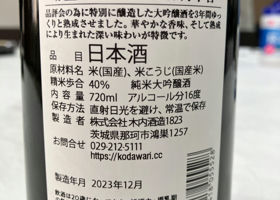 品評会の為に特別に醸造した大吟醸酒を3年間ゆ
っくりと熟成させました。華やかな香味、そして熟成に
より生まれた深い味わいが特徴です。
品目 日本酒
原材料名 米(国産)、米こうじ(国産米)
精米歩合 40% 純米大吟醸酒
内容量 720ml アルコール分16度
保存方法 直射日光を避け、常温で保存
製造者 株式会社 木内酒造1823
茨城県那珂市鴻巣1257
お問合せ 029-212-5111
https://kodawari.cc
製造年月 2023年12月